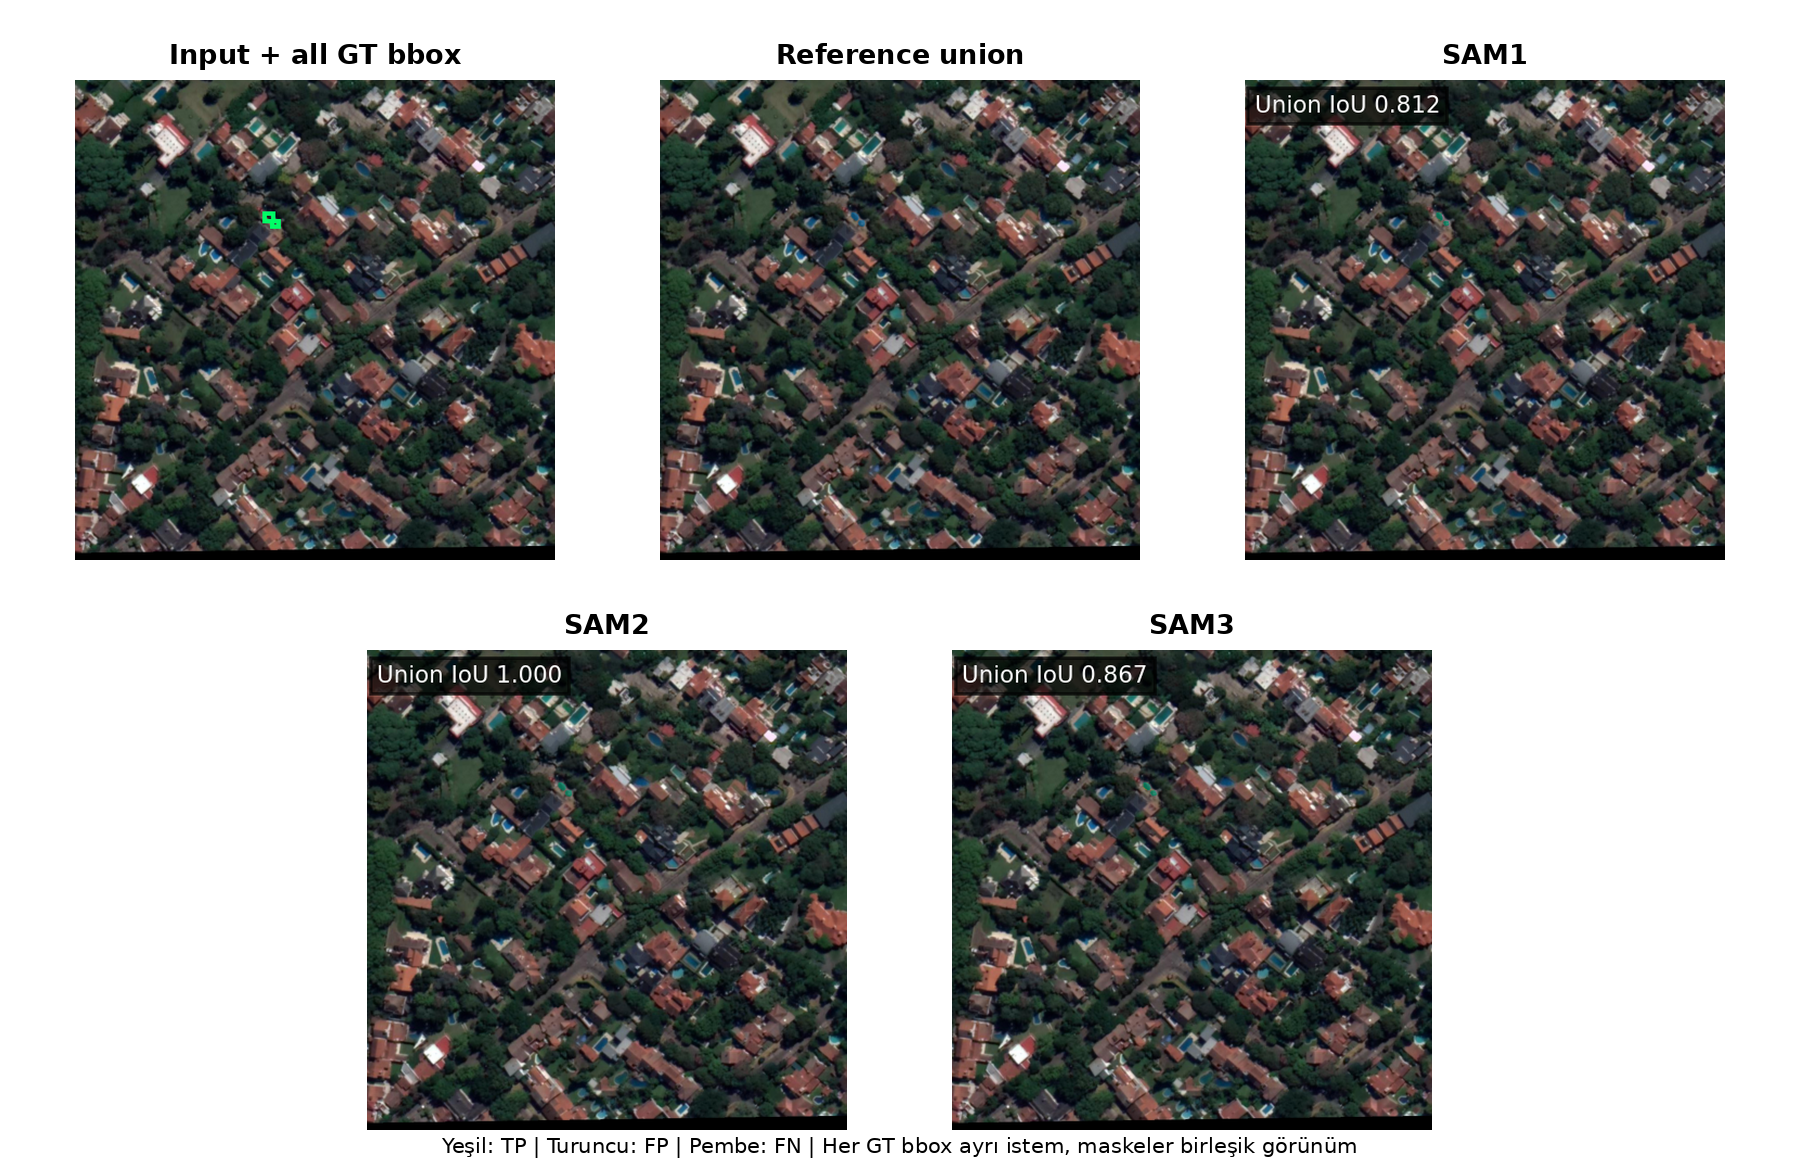 Input + all GT bbox
Reference union
SAM1
Union IoU 0.812
SAM2
SAM3
Union IoU 1.000
Union IoU 0.867
Yeşil: TP | Turuncu: FP | Pembe: FN | Her GT bbox ayrı istem, maskeler birleşik görünüm